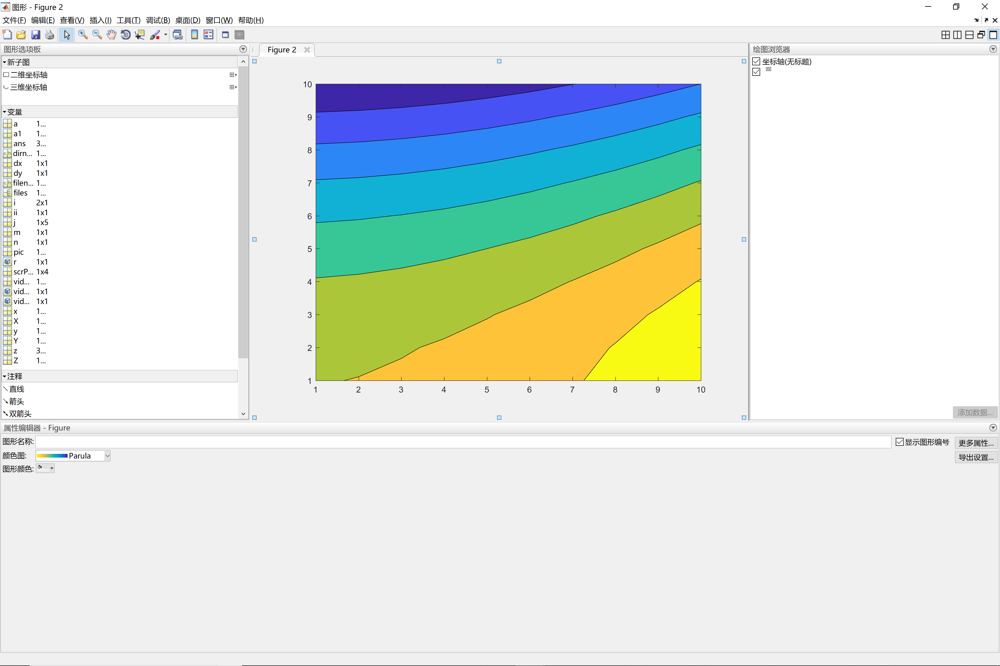 图形 - Figure 2
文件(F) 编辑(E) 查看(V) 插入(I) 工具(T) 调试(B) 桌面(D) 窗口(W) 帮助(H)
图形选项板
新子图
二维坐标轴
三维坐标轴
变量
a 1...
a1 1...
ans 3...
dirn... 1...
dx 1x1
dy 1x1
filen... 1...
files 1...
i 2x1
ii 1x1
j 1x5
m 1x1
n 1x1
pic 1...
r 1x1
scrP... 1x4
vid... 1...
vid... 1x1
vid... 1x1
x 1...
X 1...
y 1...
Y 1...
z 3...
Z 1...
注释
直线
箭头
双箭头
Figure 2
10
9
8
7
6
5
4
3
2
1
1 2 3 4 5 6 7 8 9 10
绘图浏览器
坐标轴(无标题)
添加数据...
属性编辑器 - Figure
图形名称:
显示图形编号
更多属性...
颜色图: Parula
导出设置...
图形颜色: